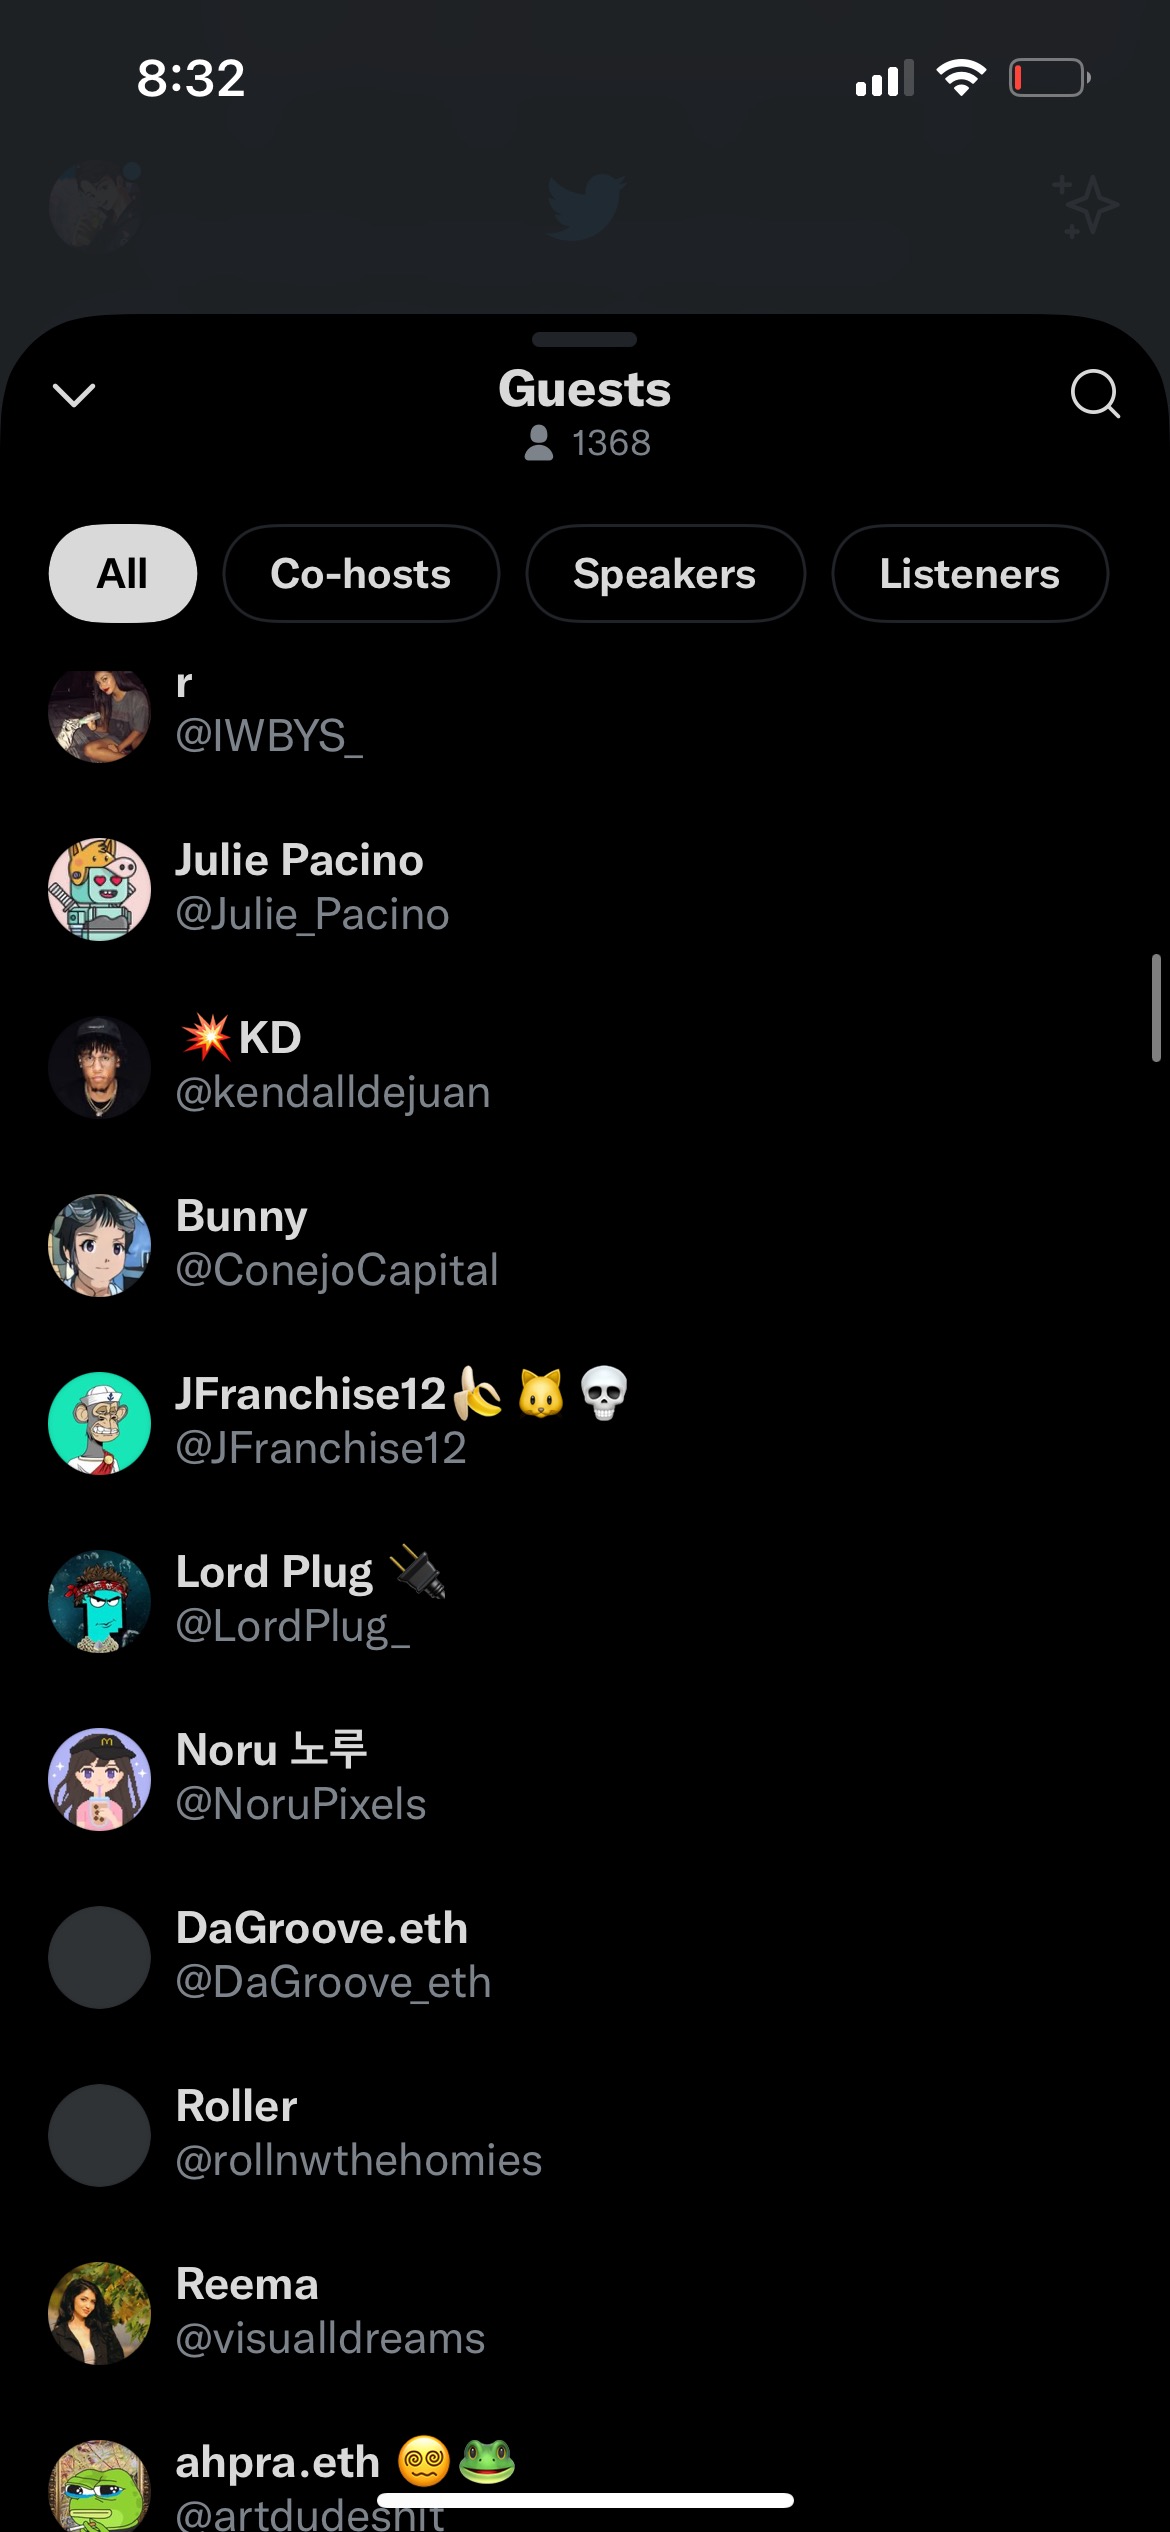 8:32
Guests
1368
All
Co-hosts
Speakers
Listeners
r
@IWBYS_
Julie Pacino
@Julie_Pacino
💥KD
@kendalldejuan
Bunny
@ConejoCapital
JFranchise12🍌🐱💀
@JFranchise12
Lord Plug 🔌
@LordPlug_
Noru 노루
@NoruPixels
DaGroove.eth
@DaGroove_eth
Roller
@rollnwthehomies
Reema
@visualldreams
ahpra.eth 😵‍💫🐸
@artdudeshit